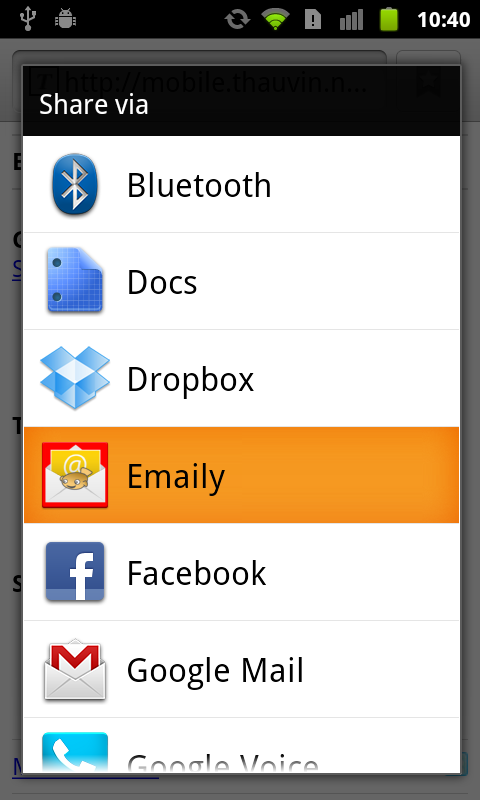 10:40
http://mobile.thauvin.n...
Share via
Bluetooth
Docs
Dropbox
Emaily
Facebook
Google Mail
Google Voice